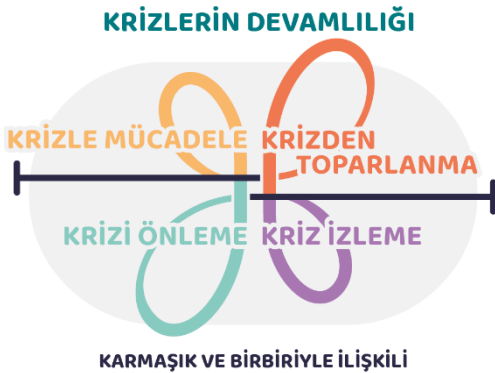 KRİZLERİN DEVAMLILIĞI
KRİZLE MÜCADELE
KRİZDEN
TOPARLANMA
KRİZİ ÖNLEME
KRİZ İZLEME
KARMAŞIK VE BİRBİRİYLE İLİŞKİLİ